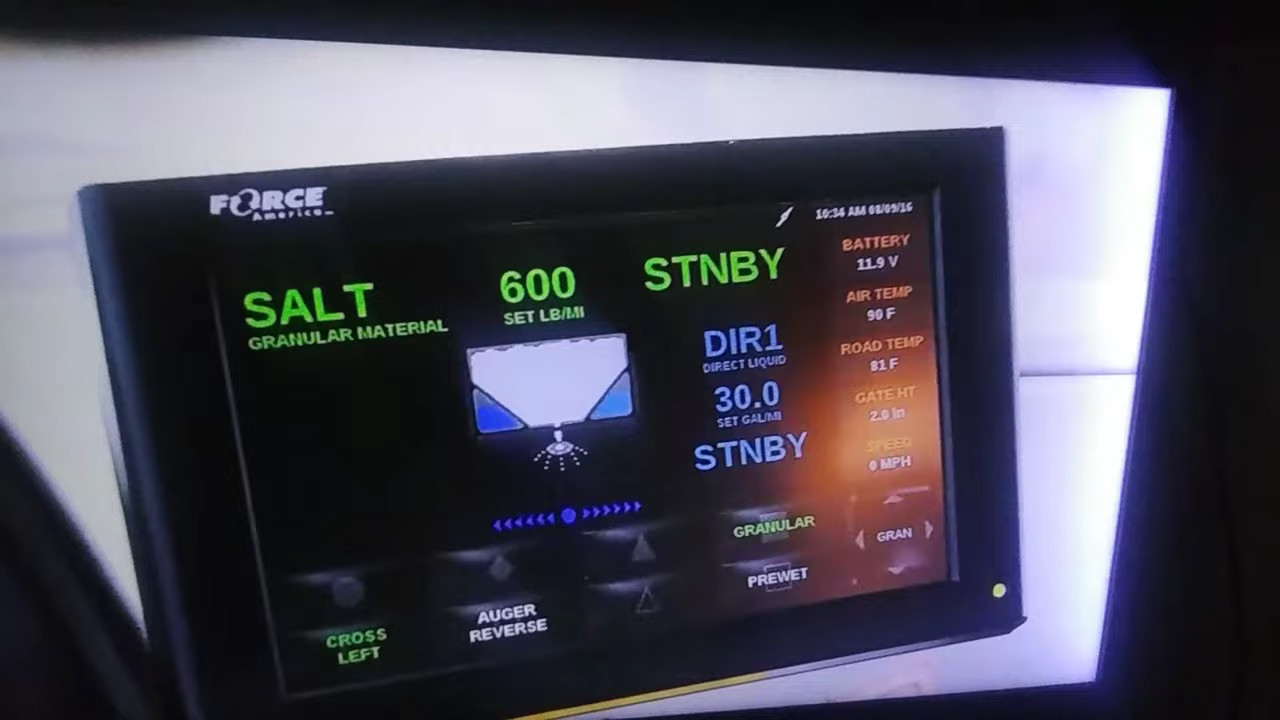 FORCE
America
10:34 AM 08/09/16
SALT
GRANULAR MATERIAL
600
SET LB/MI
STNBY
DIR1
DIRECT LIQUID
30.0
SET GAL/MI
STNBY
BATTERY
11.9 V
AIR TEMP
90 F
ROAD TEMP
81 F
GATE HT
2.0 in
SPEED
0 MPH
GRANULAR
GRAN
PREWET
CROSS
LEFT
AUGER
REVERSE